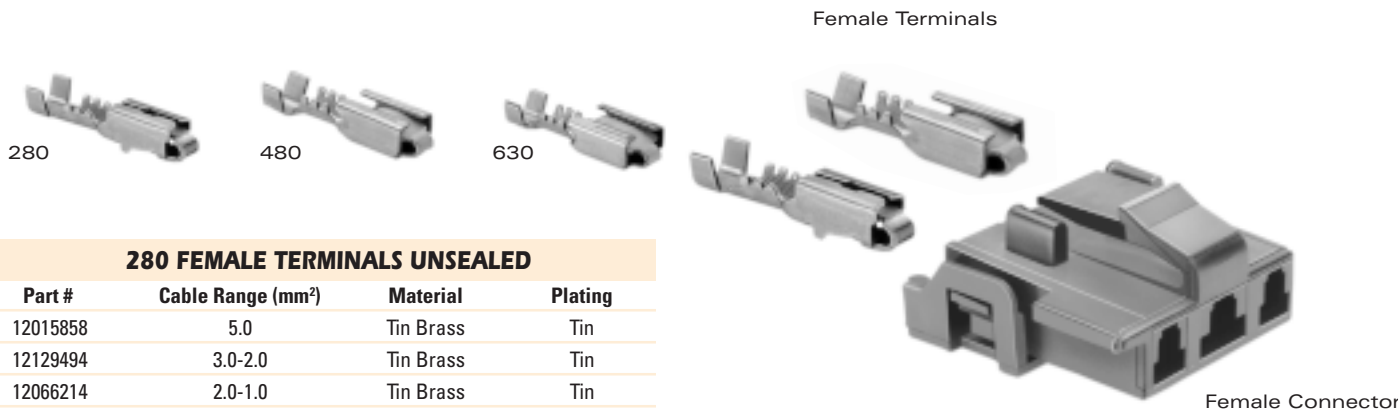 Female Terminals
280
480
630
280 FEMALE TERMINALS UNSEALED
Part # Cable Range (mm²) Material Plating
12015858 5.0 Tin Brass Tin
12129494 3.0-2.0 Tin Brass Tin
12066214 2.0-1.0 Tin Brass Tin
Female Connector